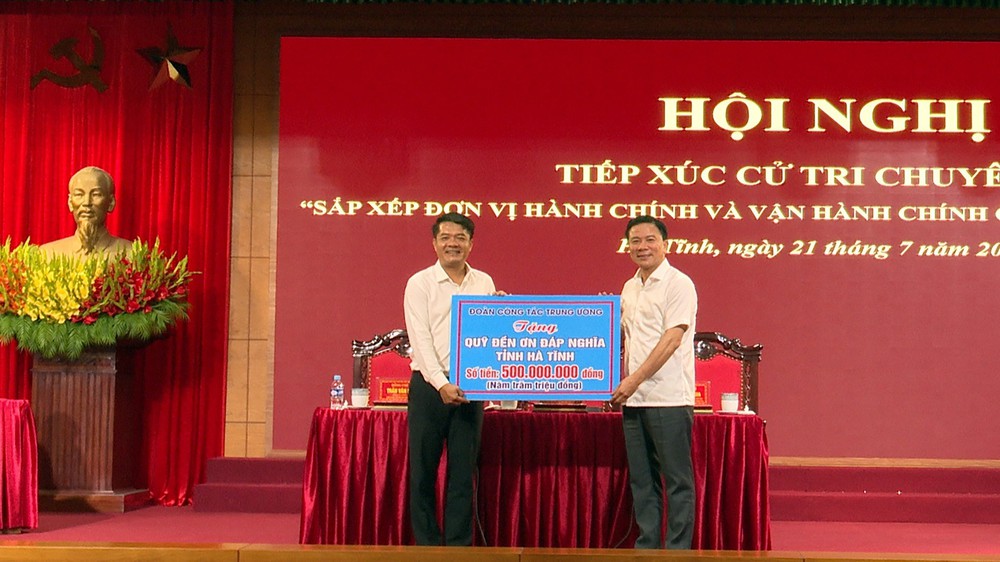 HỘI NGHỊ
TIẾP XÚC CỬ TRI CHUYÊ
“SẮP XẾP ĐƠN VỊ HÀNH CHÍNH VÀ VẬN HÀNH CHÍNH
TĨNH, ngày 21 tháng 7 năm 20
ĐOÀN CÔNG TÁC TRUNG ƯƠNG
Tặng
QUỸ ĐỀN ƠN ĐÁP NGHĨA
TỈNH HÀ TĨNH
Số tiền: 500.000.000 đồng
(Năm trăm triệu đồng)
TRẦN VĂN